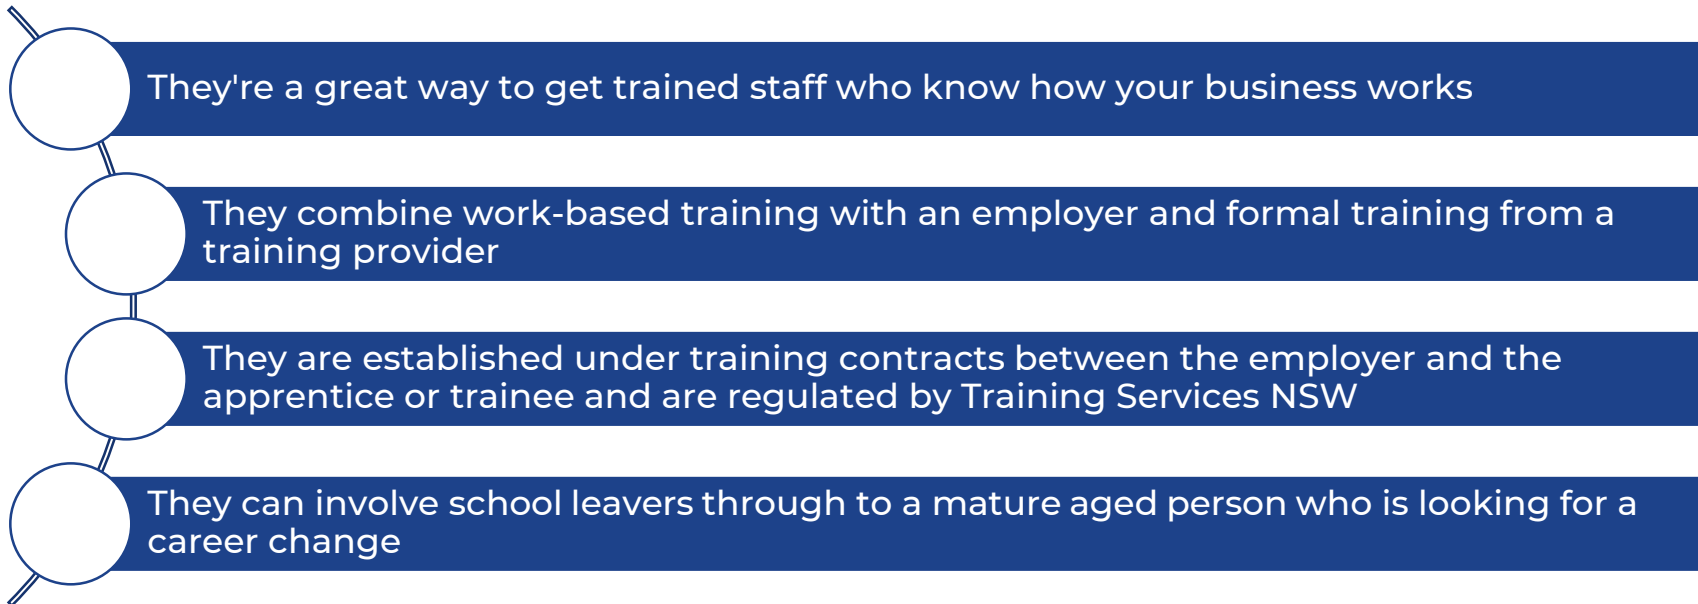 They're a great way to get trained staff who know how your business works
They combine work-based training with an employer and formal training from a
training provider
They are established under training contracts between the employer and the
apprentice or trainee and are regulated by Training Services NSW
They can involve school leavers through to a mature aged person who is looking for a
career change